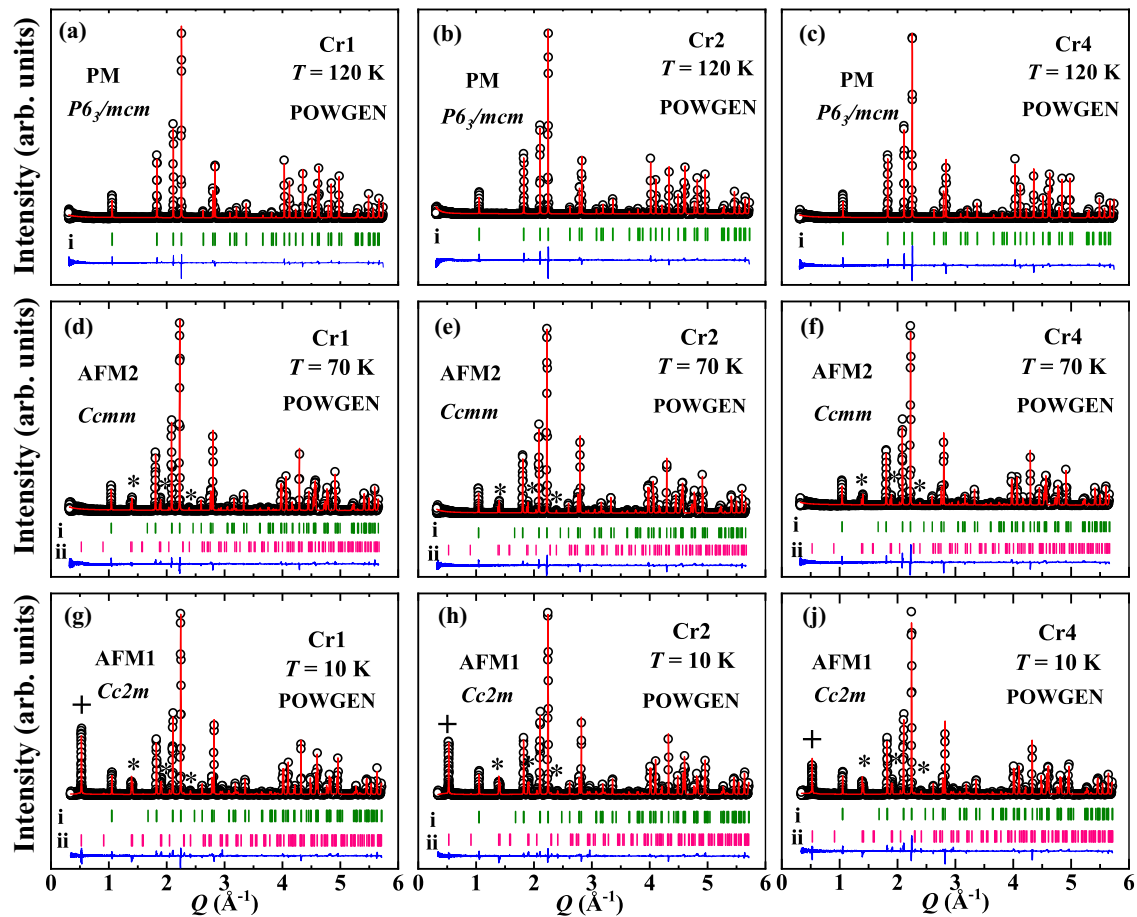 (a)
Cr1
T = 120 K
PM
P6₃/mcm
POWGEN
i
(b)
Cr2
T = 120 K
PM
P6₃/mcm
POWGEN
(c)
Cr4
T = 120 K
PM
P6₃/mcm
POWGEN
i
Intensity (arb. units)
(d)
Cr1
T = 70 K
AFM2
Ccmm
POWGEN
* * *
i
ii
(e)
Cr2
T = 70 K
AFM2
Ccmm
POWGEN
* * *
i
ii
(f)
Cr4
T = 70 K
AFM2
Ccmm
POWGEN
* * *
i
ii
Intensity (arb. units)
(g)
Cr1
T = 10 K
AFM1
Cc2m
POWGEN
+
* * *
i
ii
(h)
Cr2
T = 10 K
AFM1
Cc2m
POWGEN
+
* * *
i
ii
(j)
Cr4
T = 10 K
AFM1
Cc2m
POWGEN
+
* * *
i
ii
Intensity (arb. units)
0 1 2 3 4 5 6
Q (Å⁻¹)
0 1 2 3 4 5 6
Q (Å⁻¹)
1 2 3 4 5 6
Q (Å⁻¹)